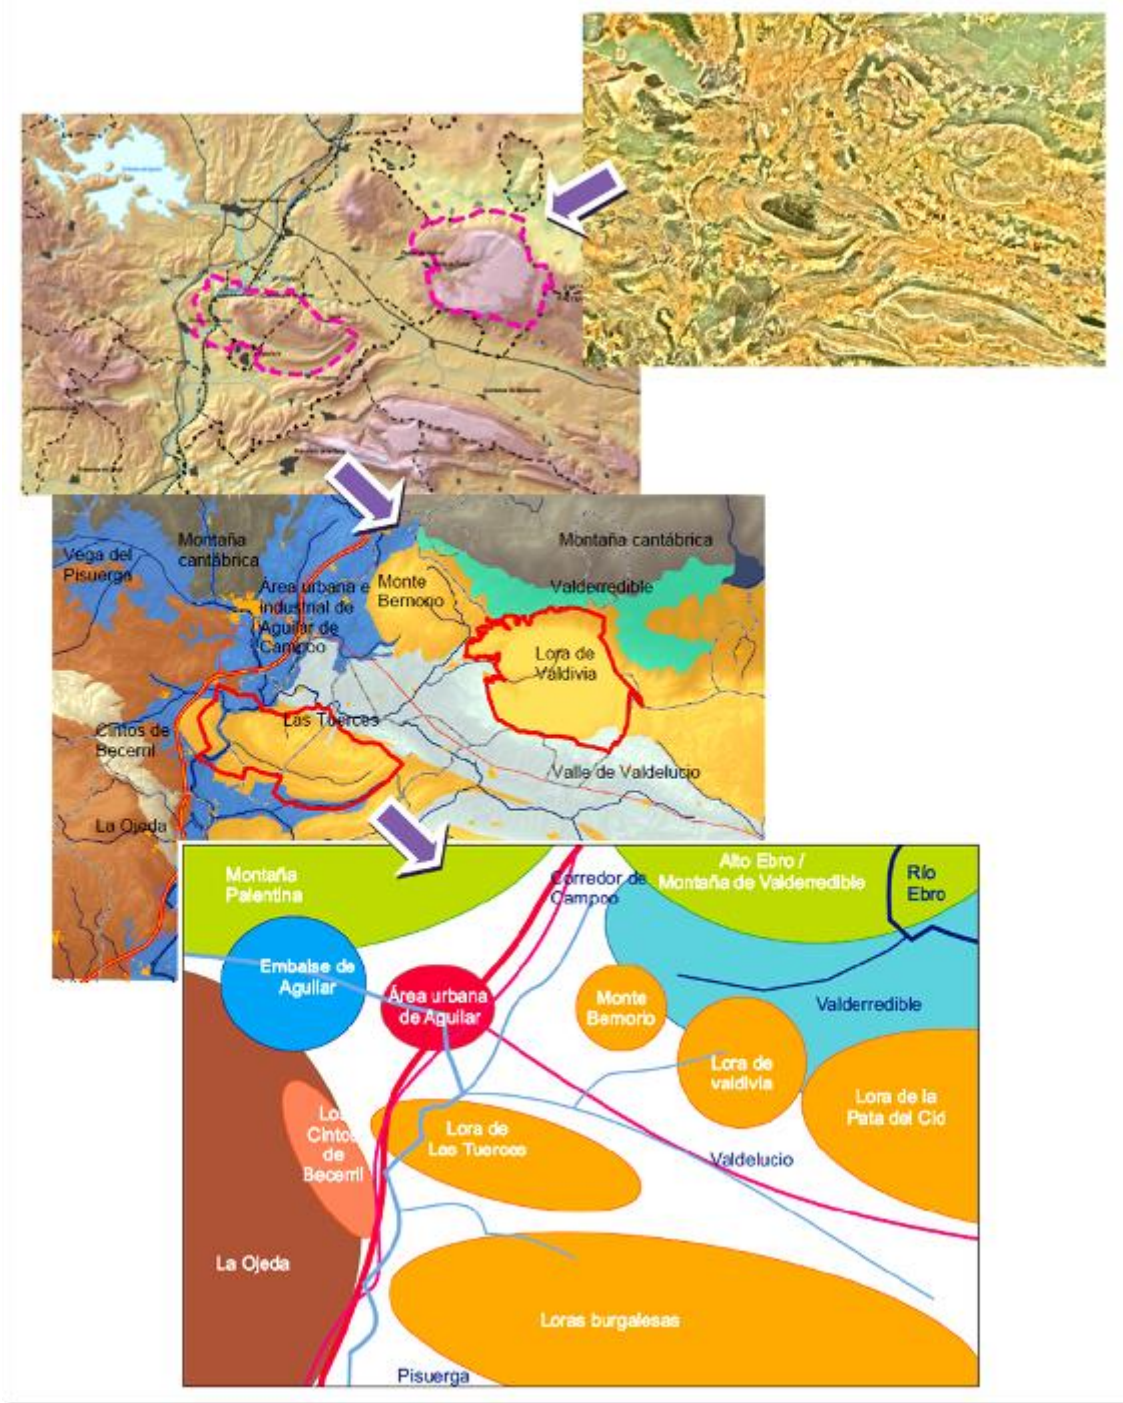 Montaña
cantábrica
Montaña cantábrica
Vega del
Pisuerga
Área urbana e
industrial de
Aguilar de
Campoo
Monte
Bernorio
Valderredible
Lora de
Valdivia
Las Tuerces
Cintos de
Becerril
Valle de Valdelucio
La Ojeda
Montaña
Palentina
Corredor de
Campoo
Alto Ebro /
Montaña de Valderredible
Río
Ebro
Embalse de
Aguilar
Área urbana
de Aguilar
Monte
Bernorio
Valderredible
Lora de
valdivia
Lora de la
Pata del Cid
Los
Cintos
de
Becerril
Lora de
Las Tuerces
Valdelucio
La Ojeda
Loras burgalesas
Pisuerga